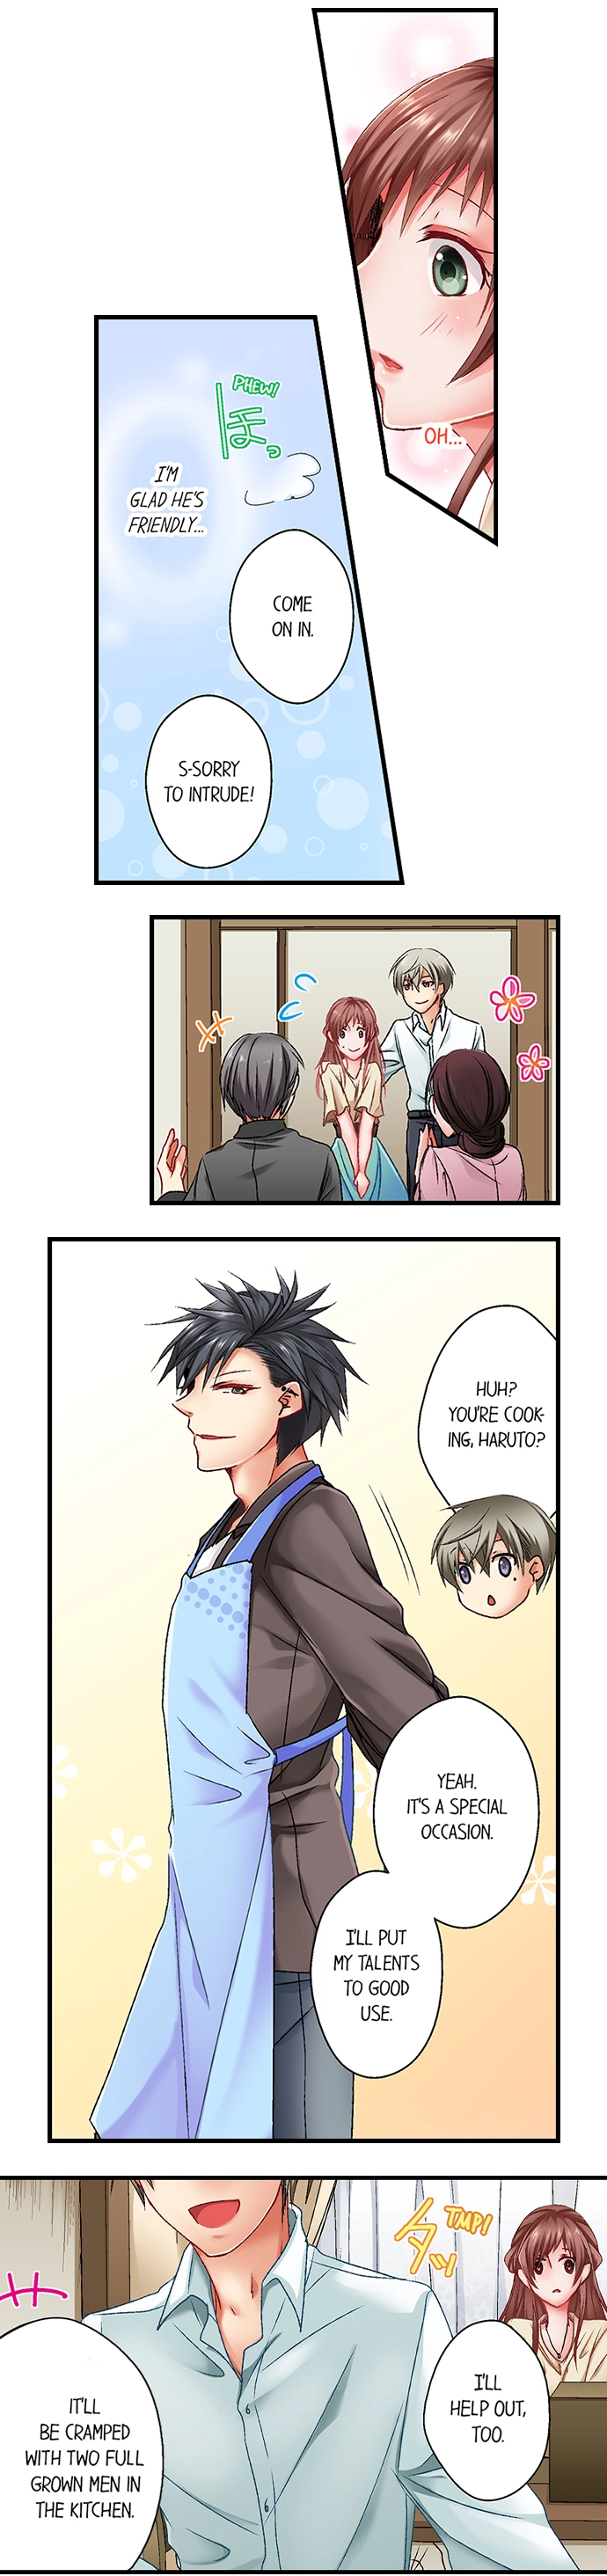 OH...
PHEW!
ほっ
I'M
GLAD HE'S
FRIENDLY...
COME
ON IN.
S-SORRY
TO INTRUDE!
HUH?
YOU'RE COOK-
ING, HARUTO?
YEAH.
IT'S A SPECIAL
OCCASION.
I'LL PUT
MY TALENTS
TO GOOD
USE.
TMP!
タッ
I'LL
HELP OUT,
TOO.
IT'LL
BE CRAMPED
WITH TWO FULL
GROWN MEN IN
THE KITCHEN.